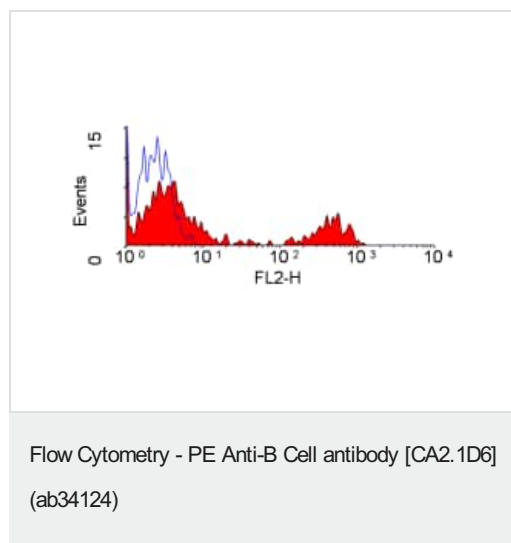 15
Events
0
10⁰ 10¹ 10² 10³ 10⁴
FL2-H
Flow Cytometry - PE Anti-B Cell antibody [CA2.1D6]
(ab34124)